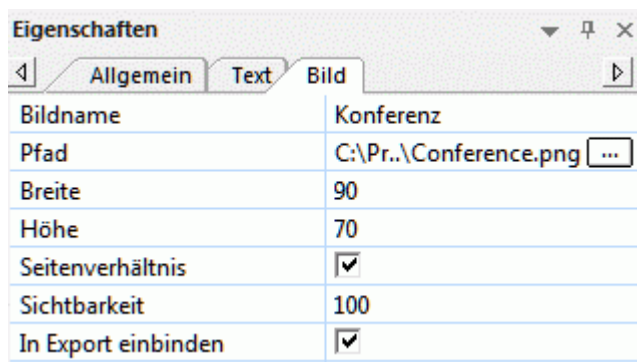 Eigenschaften
Allgemein Text Bild
Bildname Konferenz
Pfad C:\Pr..\Conference.png ...
Breite 90
Höhe 70
Seitenverhältnis
Sichtbarkeit 100
In Export einbinden